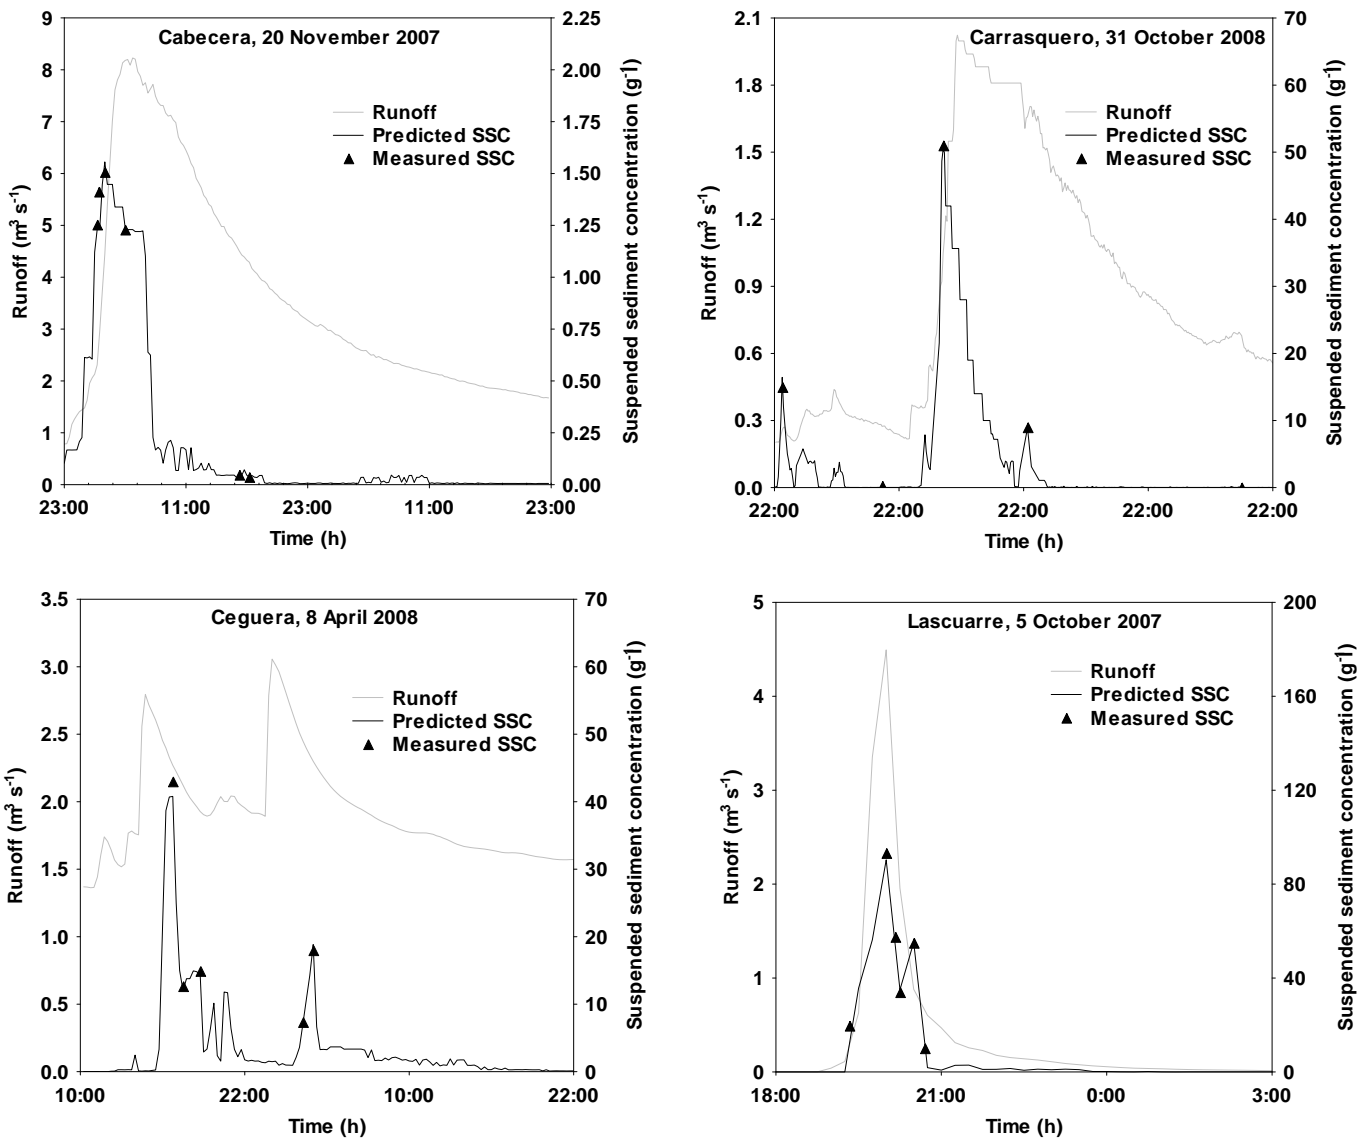 Cabecera, 20 November 2007
Runoff
Predicted SSC
Measured SSC
Runoff (m³ s⁻¹)
9
8
7
6
5
4
3
2
1
0
Suspended sediment concentration (g⁻¹)
2.25
2.00
1.75
1.50
1.25
1.00
0.75
0.50
0.25
0.00
23:00 11:00 23:00 11:00 23:00
Time (h)
Carrasquero, 31 October 2008
Runoff
Predicted SSC
Measured SSC
Runoff (m³ s⁻¹)
2.1
1.8
1.5
1.2
0.9
0.6
0.3
0.0
Suspended sediment concentration (g⁻¹)
70
60
50
40
30
20
10
0
22:00 22:00 22:00 22:00 22:00
Time (h)
Ceguera, 8 April 2008
Runoff
Predicted SSC
Measured SSC
Runoff (m³ s⁻¹)
3.5
3.0
2.5
2.0
1.5
1.0
0.5
0.0
Suspended sediment concentration (g⁻¹)
70
60
50
40
30
20
10
0
10:00 22:00 10:00 22:00
Time (h)
Lascuarre, 5 October 2007
Runoff
Predicted SSC
Measured SSC
Runoff (m³ s⁻¹)
5
4
3
2
1
0
Suspended sediment concentration (g⁻¹)
200
160
120
80
40
0
18:00 21:00 0:00 3:00
Time (h)